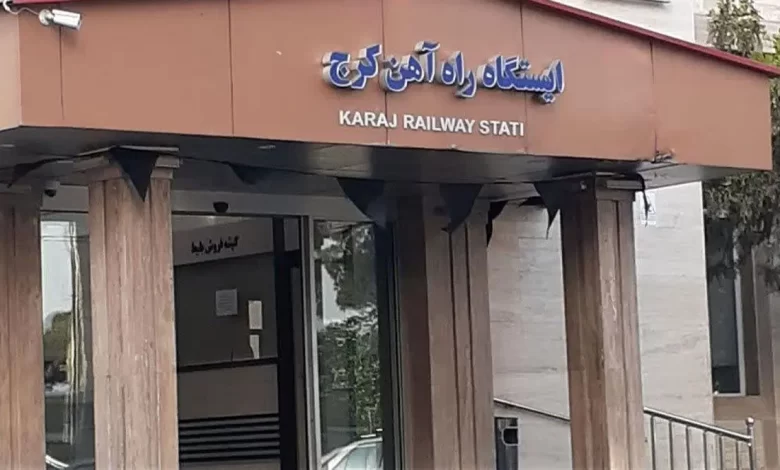 ایستگاه راه آهن کرج
KARAJ RAILWAY STATI
گیشه فروش بلیط